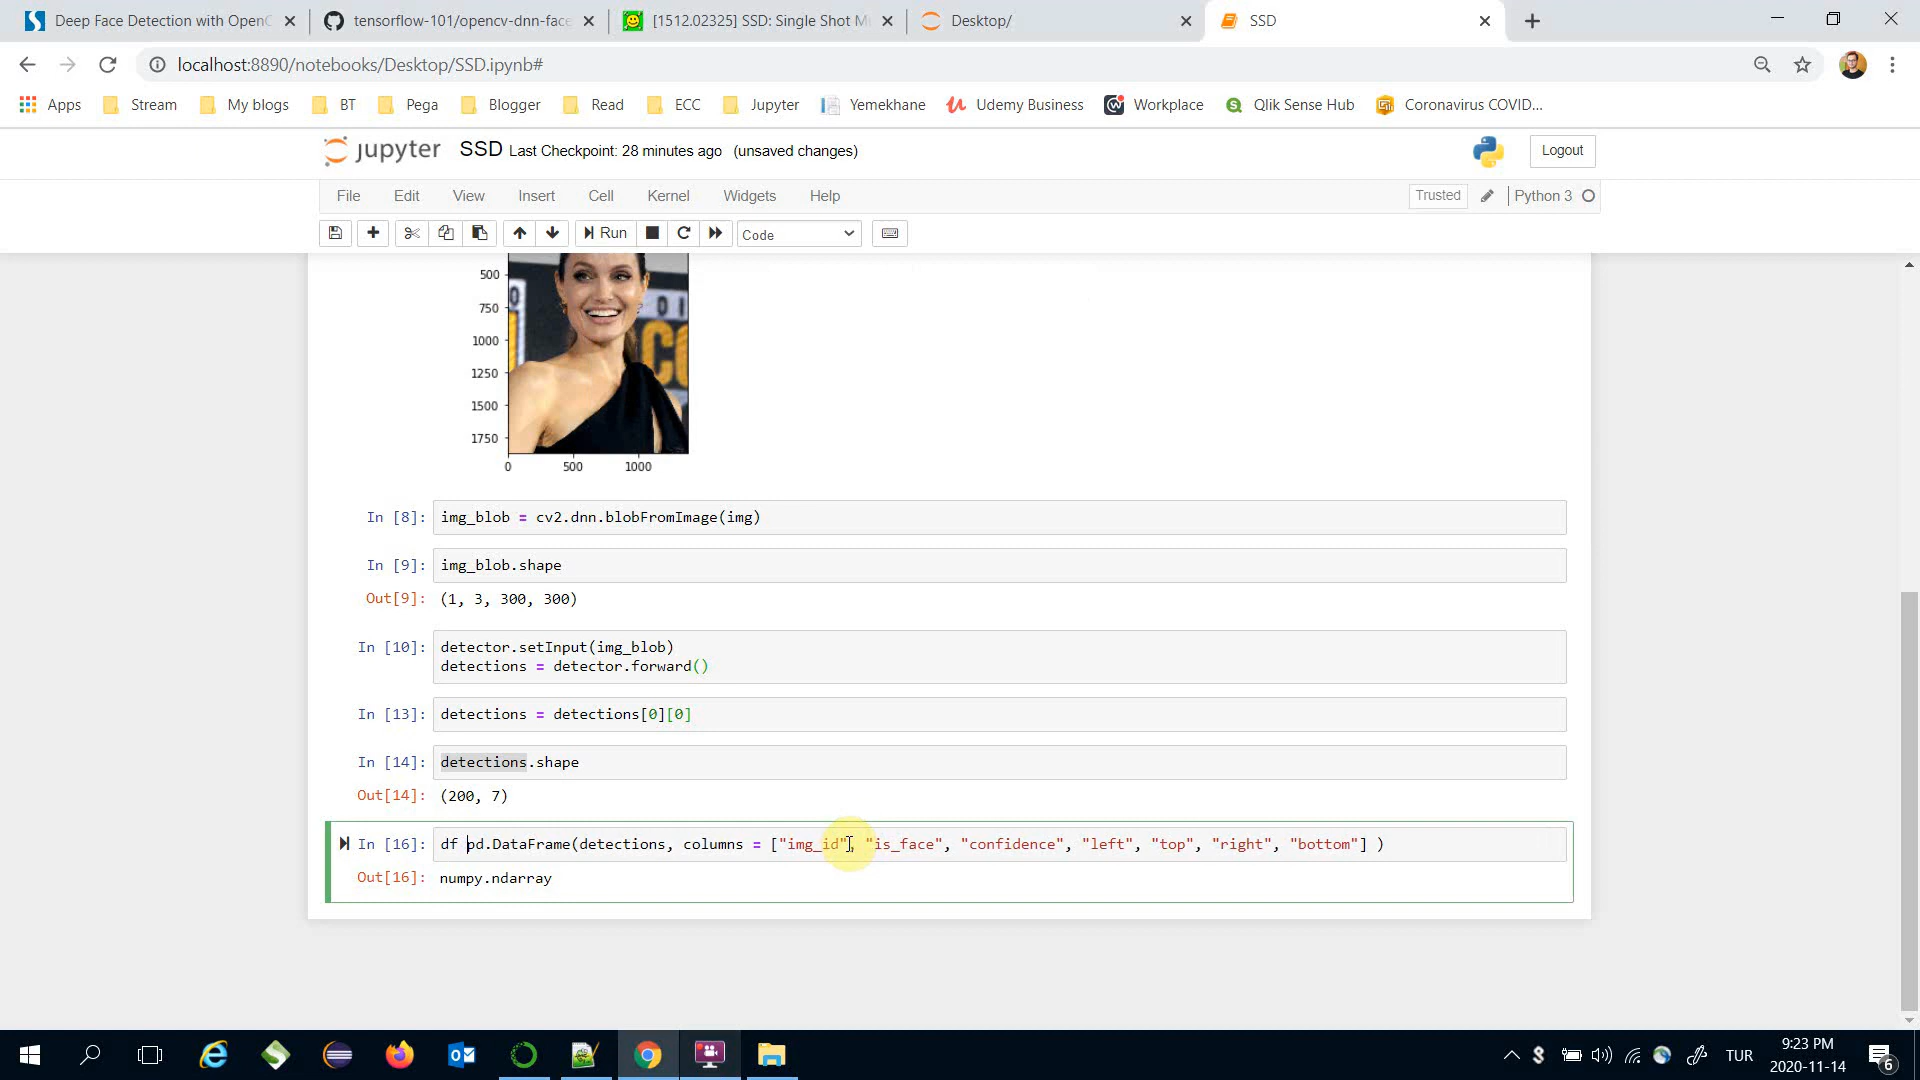 Deep Face Detection with OpenC
tensorflow-101/opencv-dnn-face
[1512.02325] SSD: Single Shot M
Desktop/
SSD
localhost:8890/notebooks/Desktop/SSD.ipynb#
Apps Stream My blogs BT Pega Blogger Read ECC Jupyter Yemekhane Udemy Business Workplace Qlik Sense Hub Coronavirus COVID...
jupyter SSD Last Checkpoint: 28 minutes ago (unsaved changes) Logout
File Edit View Insert Cell Kernel Widgets Help Trusted Python 3
Run Code
500
750
1000
1250
1500
1750
0 500 1000
In [8]: img_blob = cv2.dnn.blobFromImage(img)
In [9]: img_blob.shape
Out[9]: (1, 3, 300, 300)
In [10]: detector.setInput(img_blob)
detections = detector.forward()
In [13]: detections = detections[0][0]
In [14]: detections.shape
Out[14]: (200, 7)
In [16]: df pd.DataFrame(detections, columns = ["img_id", "is_face", "confidence", "left", "top", "right", "bottom"] )
Out[16]: numpy.ndarray
TUR
9:23 PM
2020-11-14
6